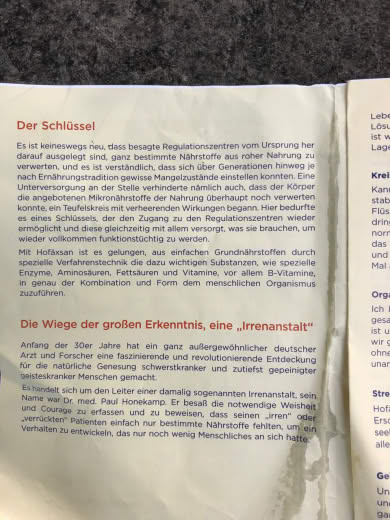 Der Schlüssel
Es ist keineswegs neu, dass besagte Regulationszentren vom Ursprung her
darauf ausgelegt sind, ganz bestimmte Nährstoffe aus roher Nahrung zu
verwerten, und es ist verständlich, dass sich über Generationen hinweg je
nach Ernährungstradition gewisse Mangelzustände einstellen konnten. Eine
Unterversorgung an der Stelle verhinderte nämlich auch, dass der Körper
die angebotenen Mikronährstoffe der Nahrung überhaupt noch verwerten
konnte, ein Teufelskreis mit verheerenden Wirkungen begann. Hier bedurfte
es eines Schlüssels, der den Zugang zu den Regulationszentren wieder
ermöglicht und diese gleichzeitig mit allem versorgt, was sie brauchen, um
wieder vollkommen funktionstüchtig zu werden.
Mit Hofäxsan ist es gelungen, aus einfachen Grundnährstoffen durch
spezielle Verfahrenstechnik die dazu wichtigen Substanzen, wie spezielle
Enzyme, Aminosäuren, Fettsäuren und Vitamine, vor allem B-Vitamine,
in genau der Kombination und Form dem menschlichen Organismus
zuzuführen.
Die Wiege der großen Erkenntnis, eine „Irrenanstalt“
Anfang der 30er Jahre hat ein ganz außergewöhnlicher deutscher
Arzt und Forscher eine faszinierende und revolutionierende Entdeckung
für die natürliche Genesung schwerstkranker und zutiefst gepeinigter
geisteskranker Menschen gemacht.
Es handelt sich um den Leiter einer damalig sogenannten Irrenanstalt, sein
Name war Dr. med. Paul Honekamp. Er besaß die notwendige Weisheit
und Courage zu erfassen und zu beweisen, dass seinen „irren“ oder
„verrückten“ Patienten einfach nur bestimmte Nährstoffe fehlten, um ein
Verhalten zu entwickeln, das nur noch wenig Menschliches an sich hatte.
Lebe
Lösu
ist w
Lage
Krei
Kann
stab
Flüs
drin
norm
das
und
Mal
Orga
Ich
gesa
ist u
wir g
ohne
unan
Stre
Hofä
Ersc
seel
alle
Ge
Un
und
ga